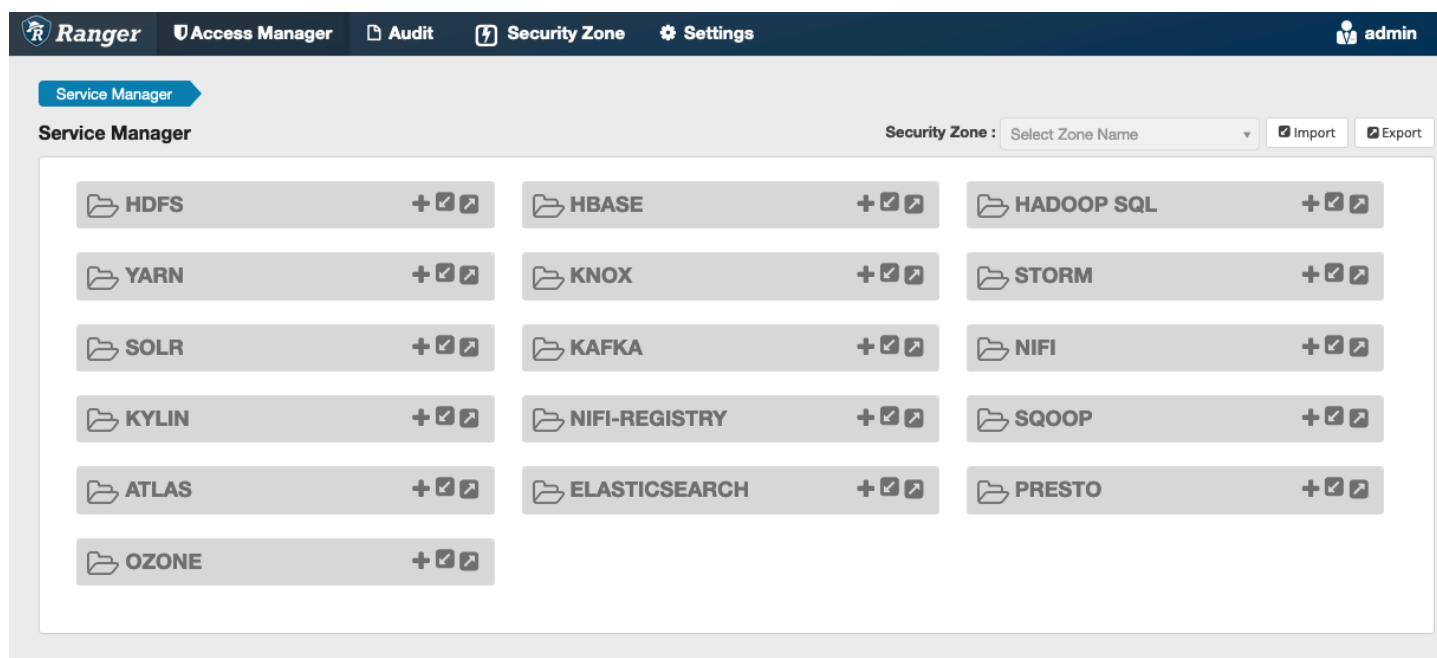 Ranger Access Manager Audit Security Zone Settings admin
Service Manager
Service Manager Security Zone : Select Zone Name Import Export
HDFS HBASE HADOOP SQL
YARN KNOX STORM
SOLR KAFKA NIFI
KYLIN NIFI-REGISTRY SQOOP
ATLAS ELASTICSEARCH PRESTO
OZONE